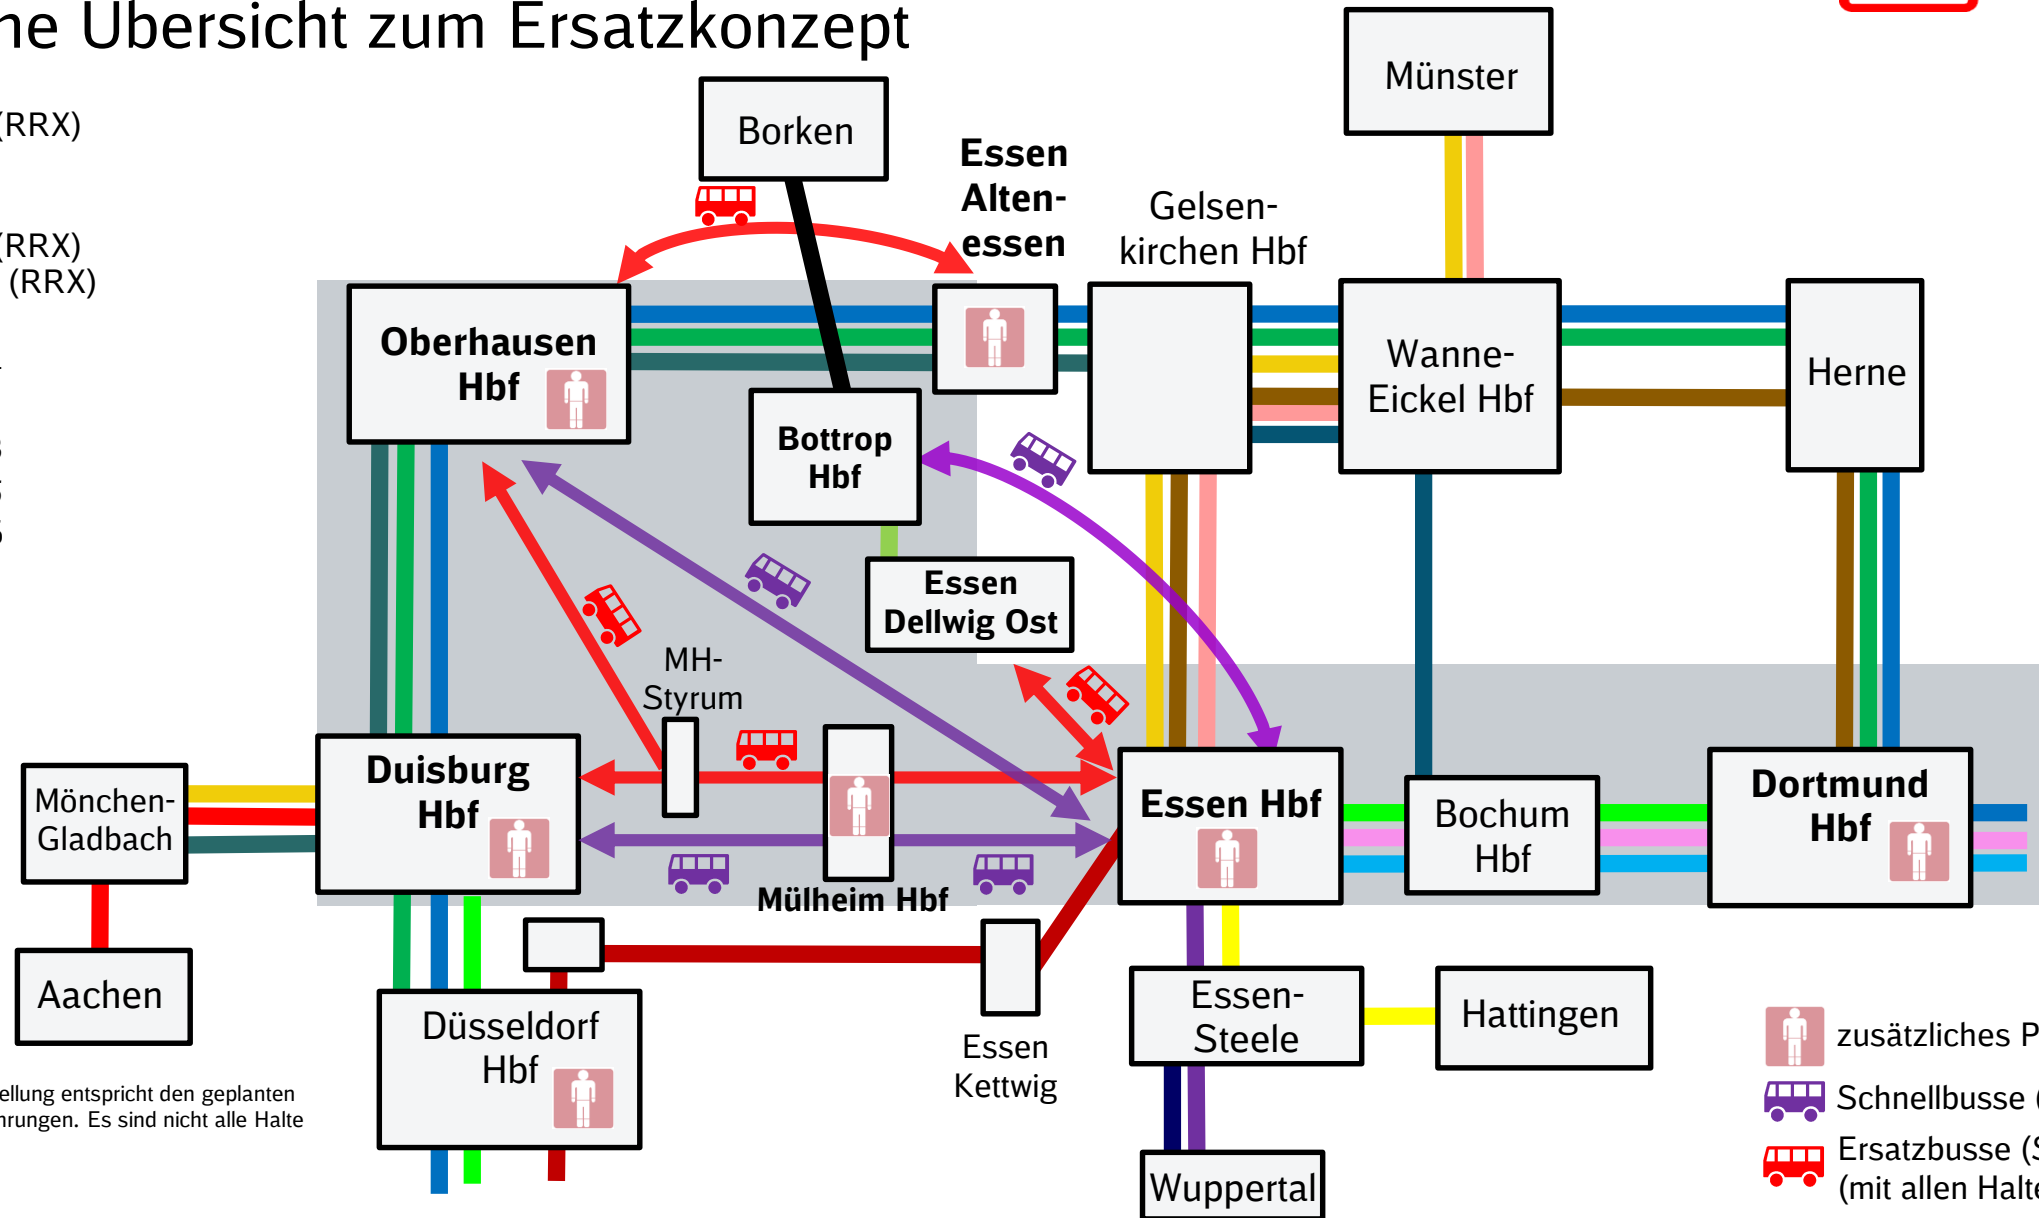 ne Übersicht zum Ersatzkonzept
(RRX)
(RRX)
(RRX)
Münster
Borken
Essen
Alten-
essen
Gelsen-
kirchen Hbf
Oberhausen
Hbf
Wanne-
Eickel Hbf
Herne
Bottrop
Hbf
Essen
Dellwig Ost
MH-
Styrum
Mönchen-
Gladbach
Duisburg
Hbf
Essen Hbf
Bochum
Hbf
Dortmund
Hbf
Mülheim Hbf
Aachen
Düsseldorf
Hbf
Essen
Kettwig
Essen-
Steele
Hattingen
Wuppertal
ellung entspricht den geplanten
hrungen. Es sind nicht alle Halte
zusätzliches P
Schnellbusse (
Ersatzbusse (S
(mit allen Halte